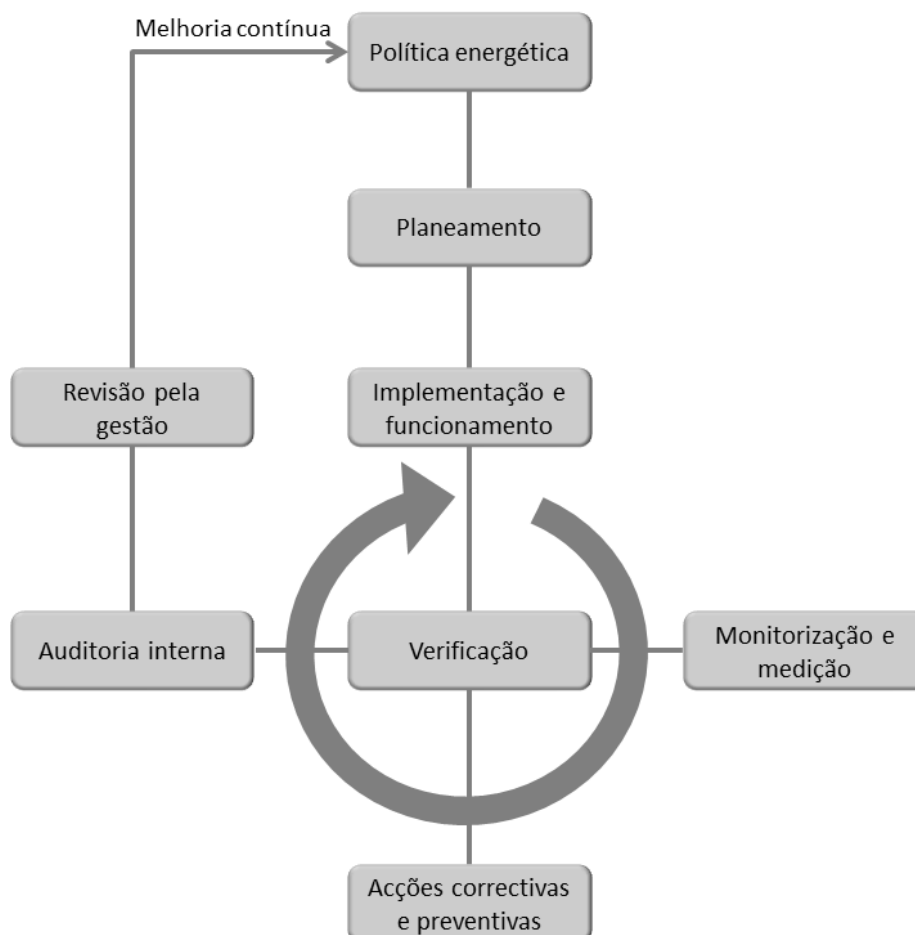 Melhoria contínua
Política energética
Planeamento
Revisão pela
gestão
Implementação e
funcionamento
Auditoria interna
Verificação
Monitorização e
medição
Acções correctivas
e preventivas